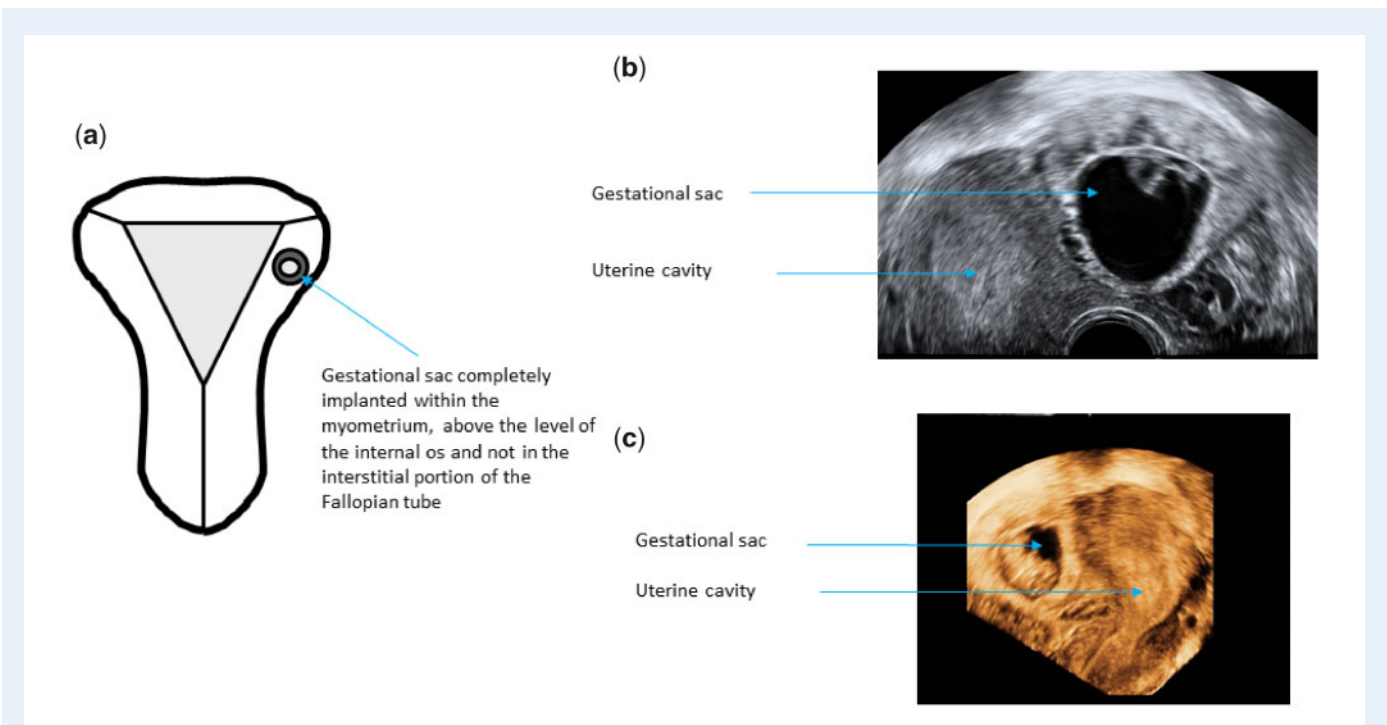 (a)
Gestational sac completely
implanted within the
myometrium, above the level of
the internal os and not in the
interstitial portion of the
Fallopian tube
(b)
Gestational sac
Uterine cavity
(c)
Gestational sac
Uterine cavity